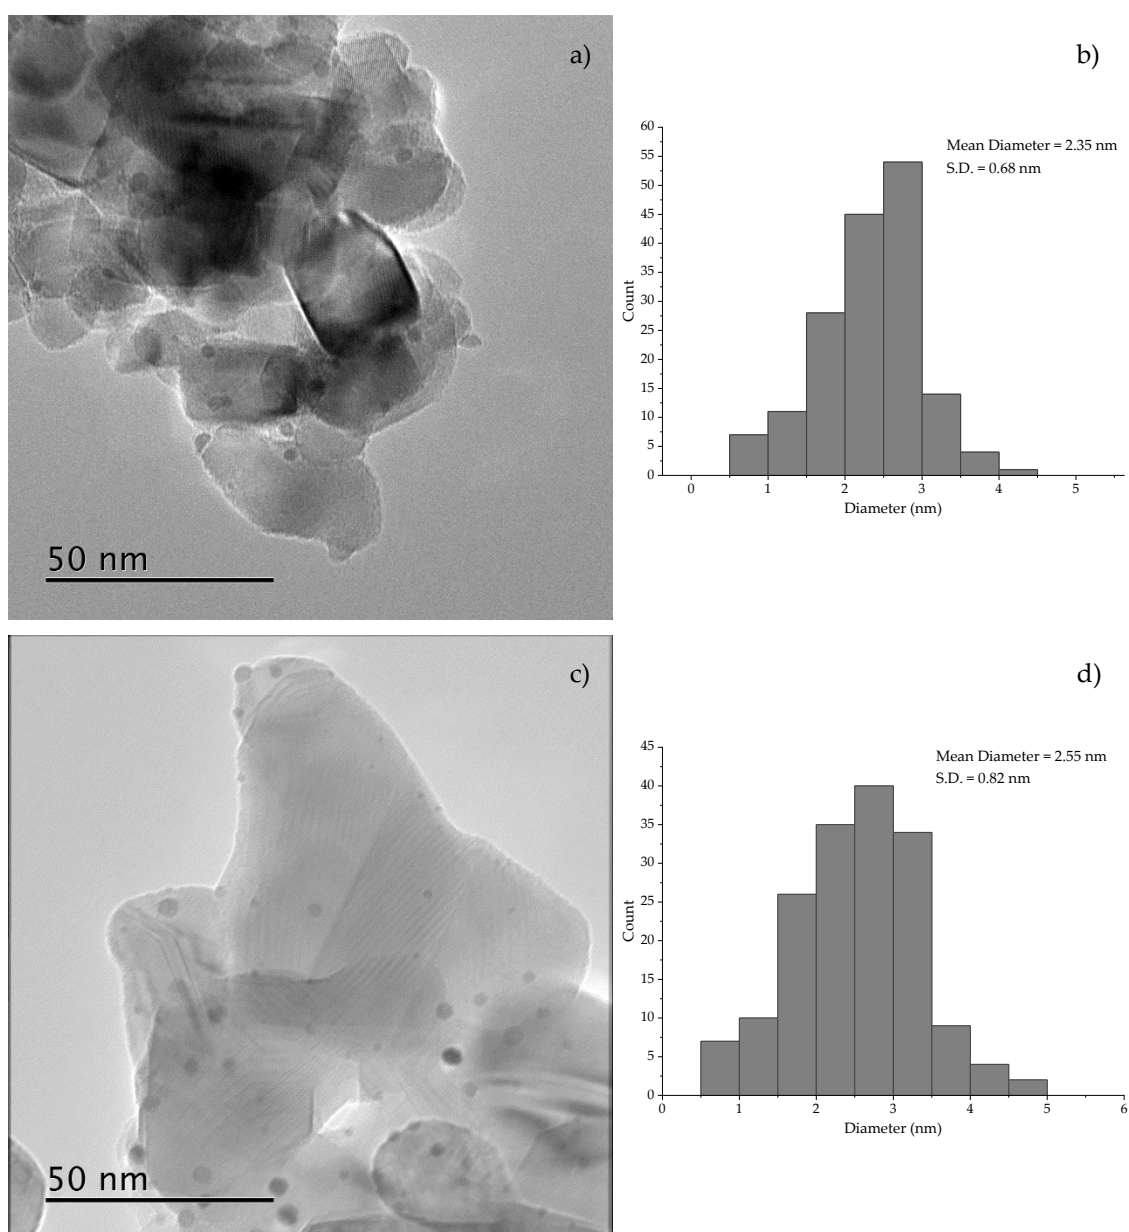 a)
50 nm
b)
Mean Diameter = 2.35 nm
S.D. = 0.68 nm
60
55
50
45
40
35
30
25
20
15
10
5
0
Count
0 1 2 3 4 5
Diameter (nm)
c)
50 nm
d)
Mean Diameter = 2.55 nm
S.D. = 0.82 nm
45
40
35
30
25
20
15
10
5
0
Count
0 1 2 3 4 5 6
Diameter (nm)